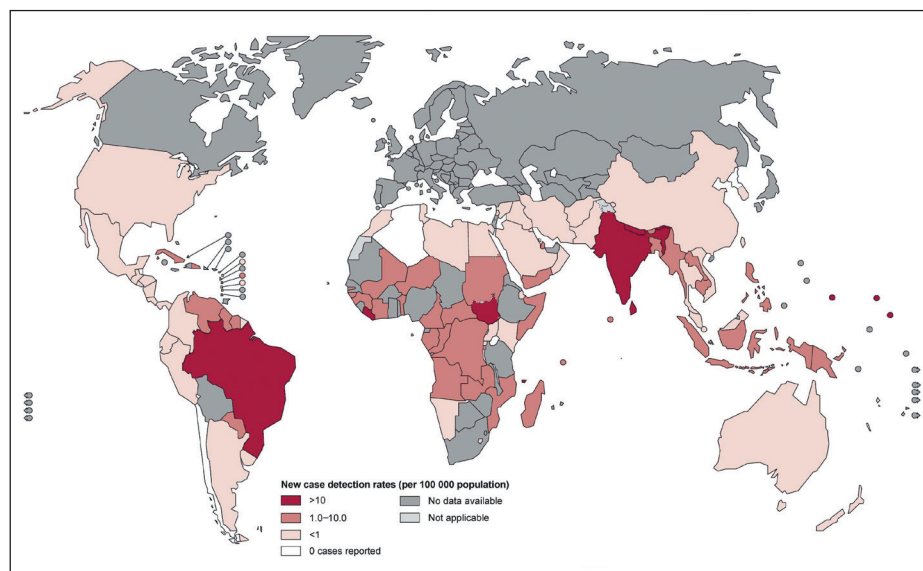 New case detection rates (per 100 000 population)
>10
1.0–10.0
<1
0 cases reported
No data available
Not applicable